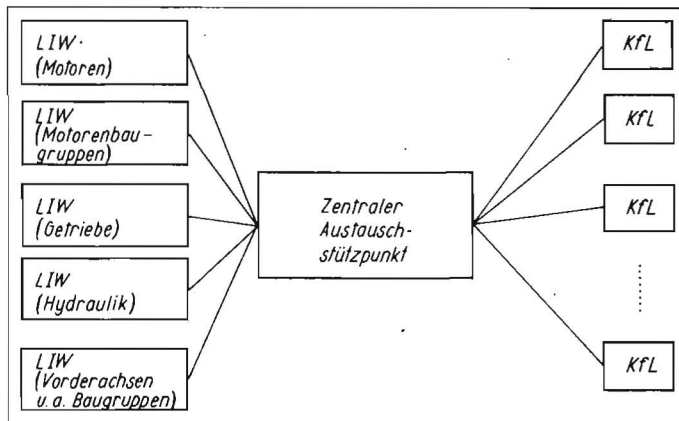 LIW
(Motoren)
LIW
(Motorenbau-
gruppen)
LIW
(Getriebe)
LIW
(Hydraulik)
LIW
(Vorderachsen
u. a. Baugruppen)
Zentraler
Austausch-
stützpunkt
KfL
KfL
KfL
KfL